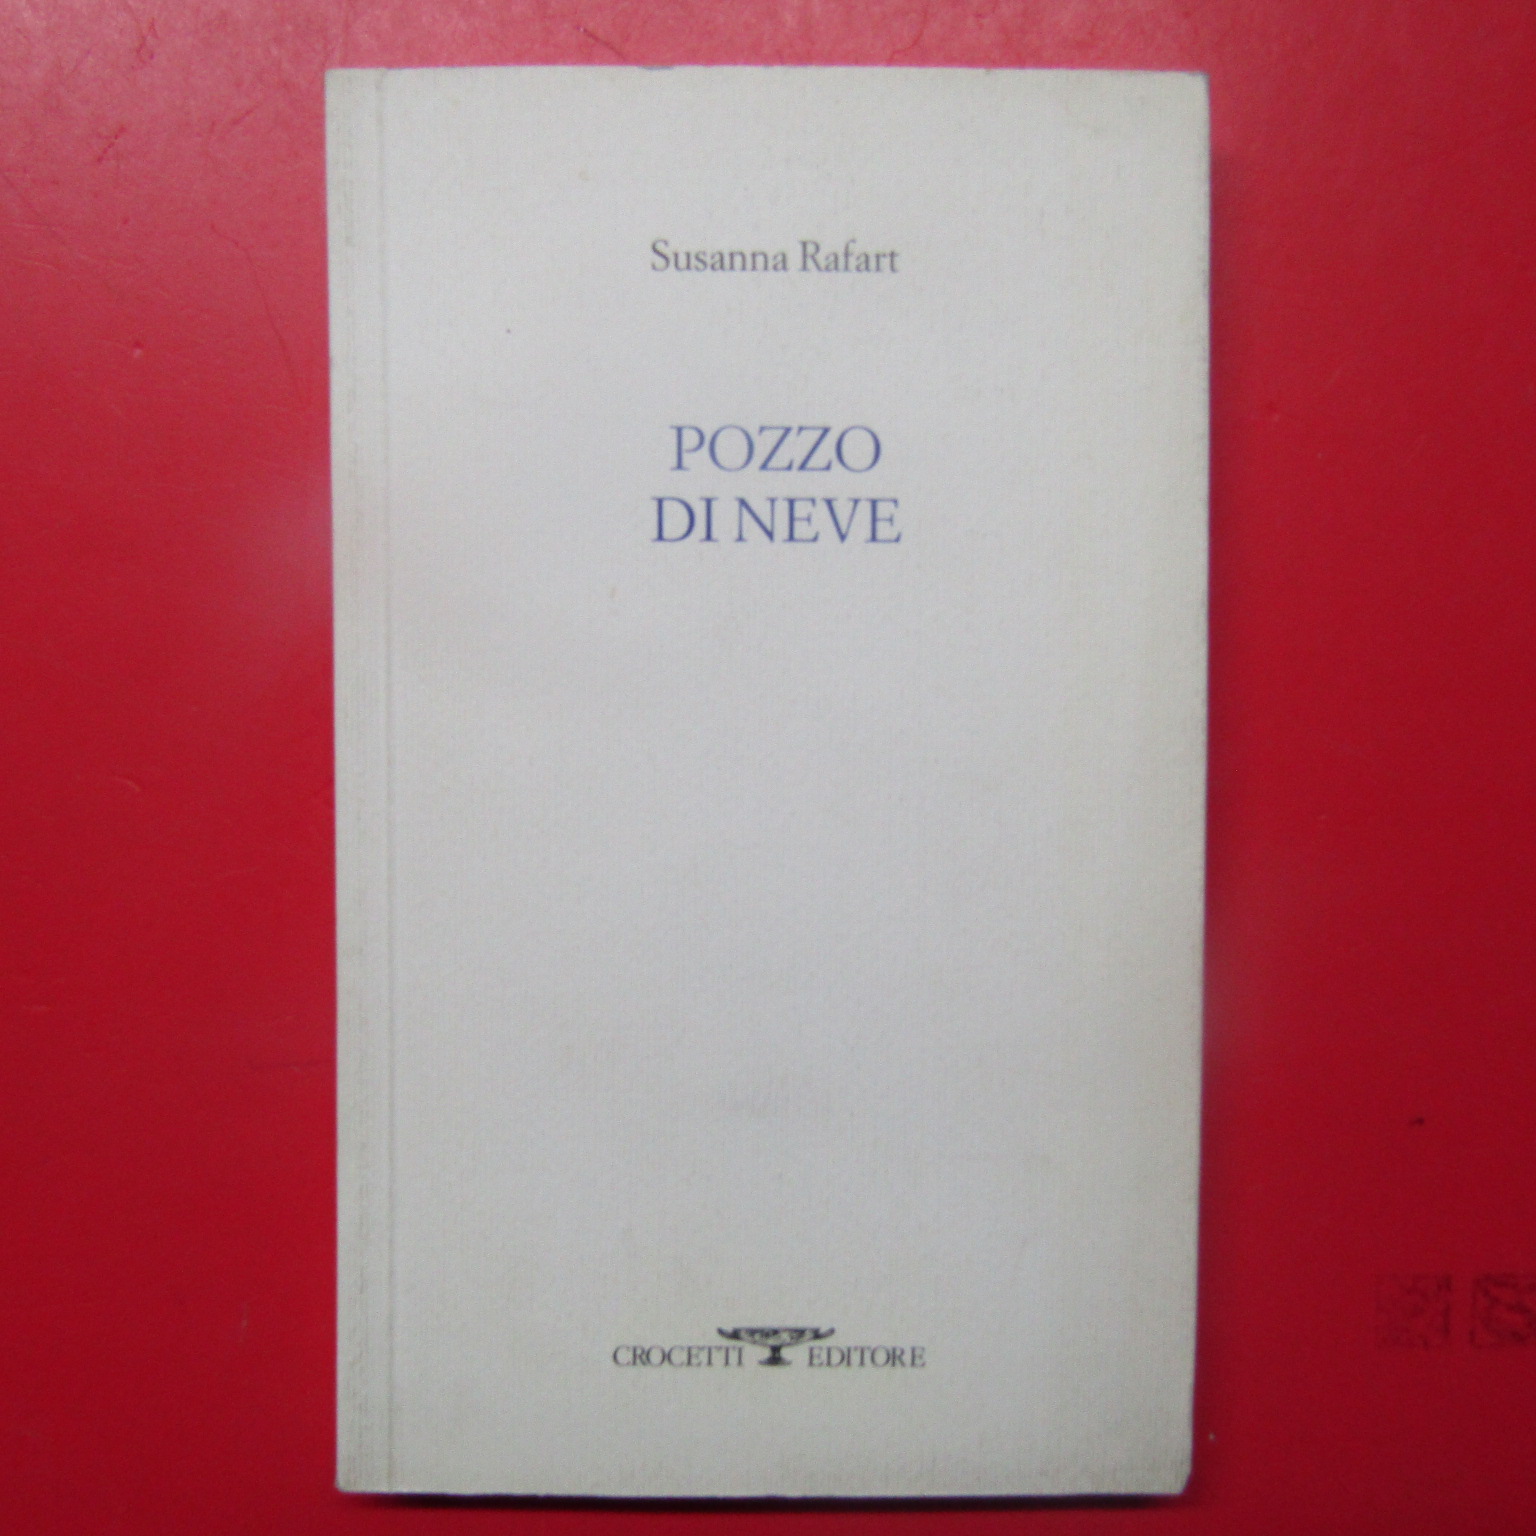 Susanna Rafart
POZZO
DI NEVE
CROCETTI EDITORE